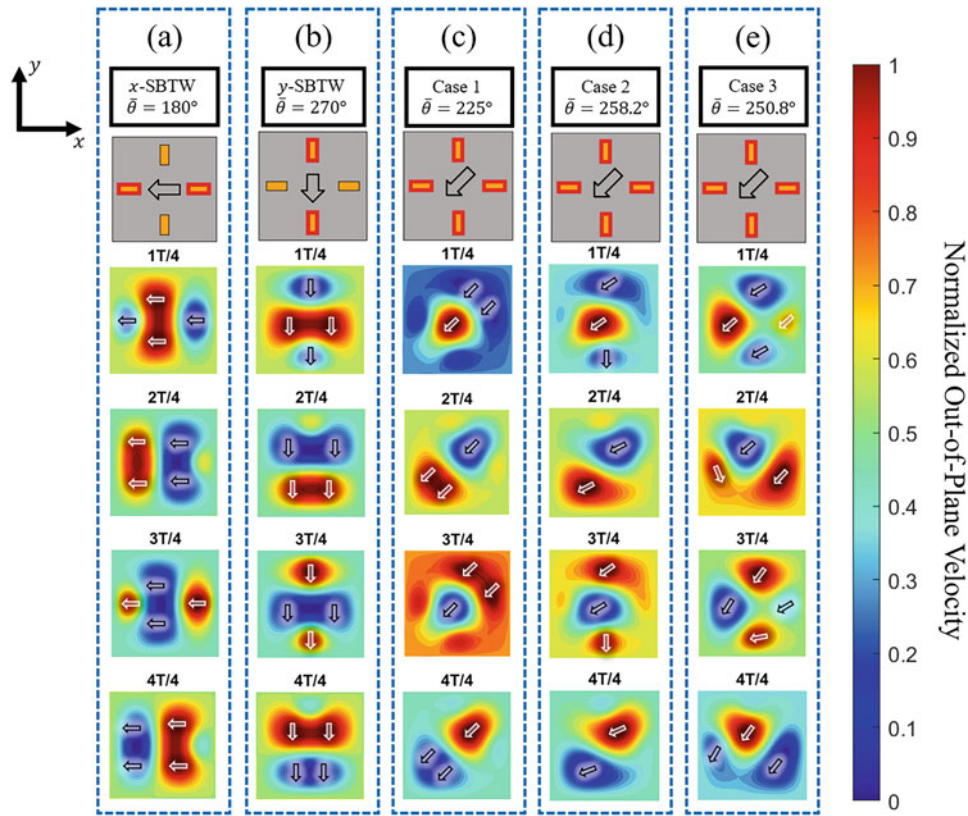 (a)
(b)
(c)
(d)
(e)
y
x
x-SBTW
θ̄ = 180°
y-SBTW
θ̄ = 270°
Case 1
θ̄ = 225°
Case 2
θ̄ = 258.2°
Case 3
θ̄ = 250.8°
1T/4
1T/4
1T/4
1T/4
1T/4
2T/4
2T/4
2T/4
2T/4
2T/4
3T/4
3T/4
3T/4
3T/4
3T/4
4T/4
4T/4
4T/4
4T/4
4T/4
1
0.9
0.8
0.7
0.6
0.5
0.4
0.3
0.2
0.1
0
Normalized Out-of-Plane Velocity